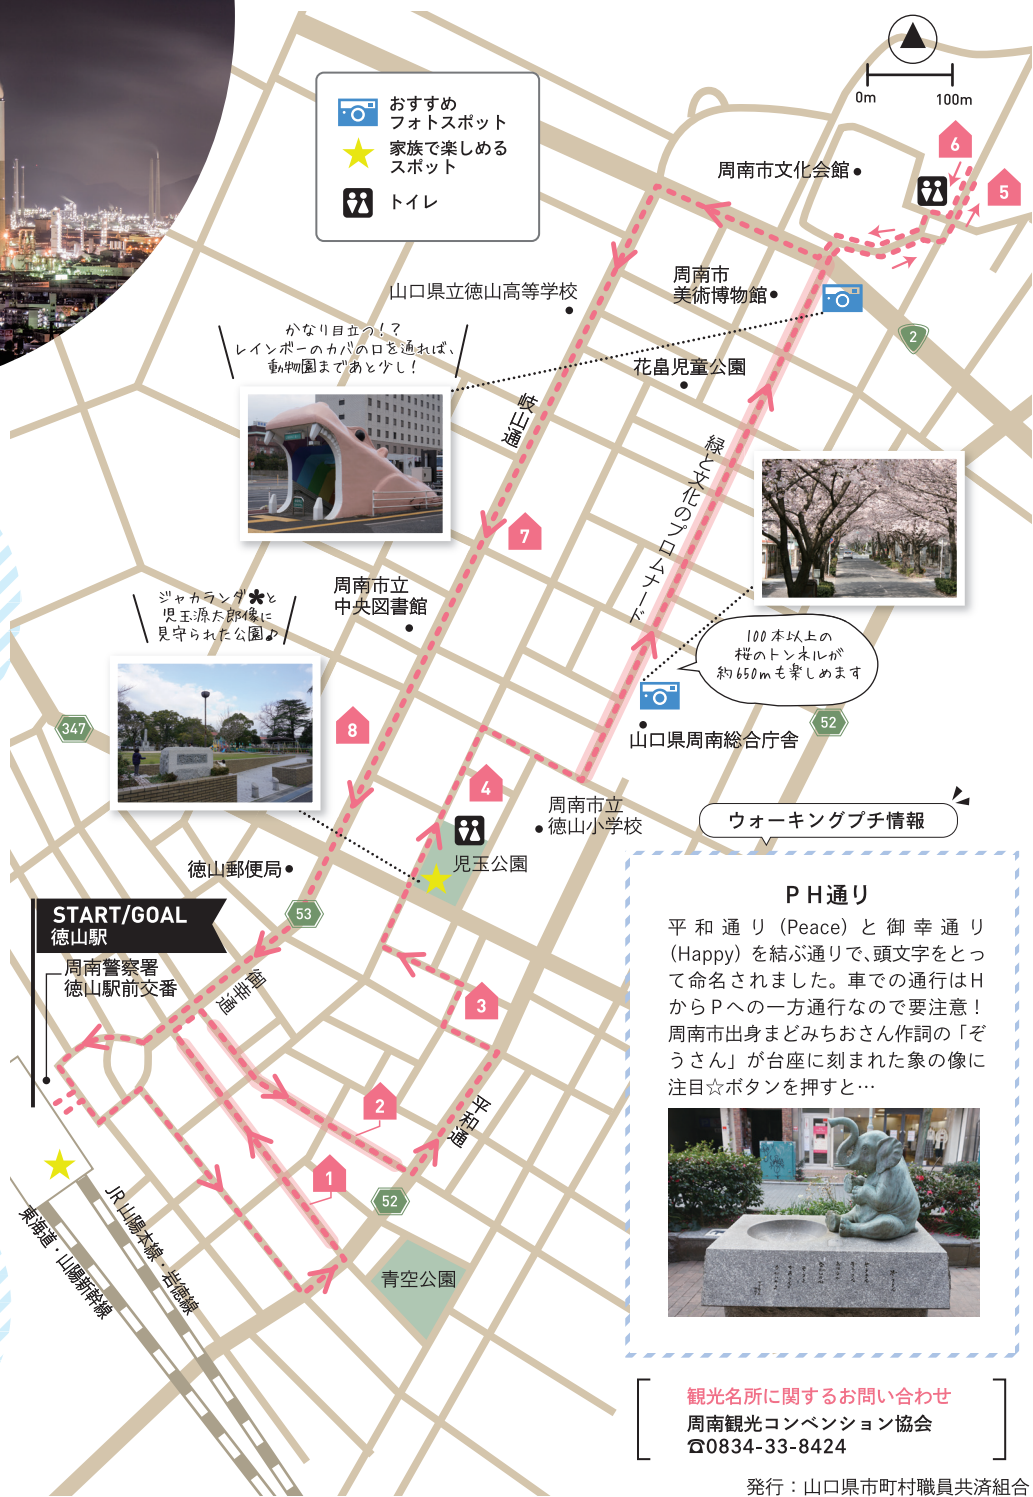 おすすめ
フォトスポット
家族で楽しめる
スポット
トイレ
0m 100m
周南市文化会館
6
5
周南市
美術博物館
山口県立徳山高等学校
2
花畠児童公園
かなり目立つ!?
レインボーのカバの口を通れば、
動物園まであと少し!
岐山通
緑と文化のプロムナード
7
周南市立
中央図書館
ジャカランダ✽と
児玉源太郎像に
見守られた公園♪
100本以上の
桜のトンネルが
約650mも楽しめます
347
8
52
山口県周南総合庁舎
4
周南市立
徳山小学校
児玉公園
徳山郵便局
53
START/GOAL
徳山駅
周南警察署
徳山駅前交番
御幸通
3
2
平和通
1
52
青空公園
JR山陽本線・岩徳線
東海道・山陽新幹線
ウォーキングプチ情報
PH通り
平和通り(Peace)と御幸通り
(Happy)を結ぶ通りで、頭文字をとっ
て命名されました。車での通行はH
からPへの一方通行なので要注意!
周南市出身まどみちおさん作詞の「ぞ
うさん」が台座に刻まれた象の像に
注目☆ボタンを押すと…
観光名所に関するお問い合わせ
周南観光コンベンション協会
☎0834-33-8424
発行：山口県市町村職員共済組合